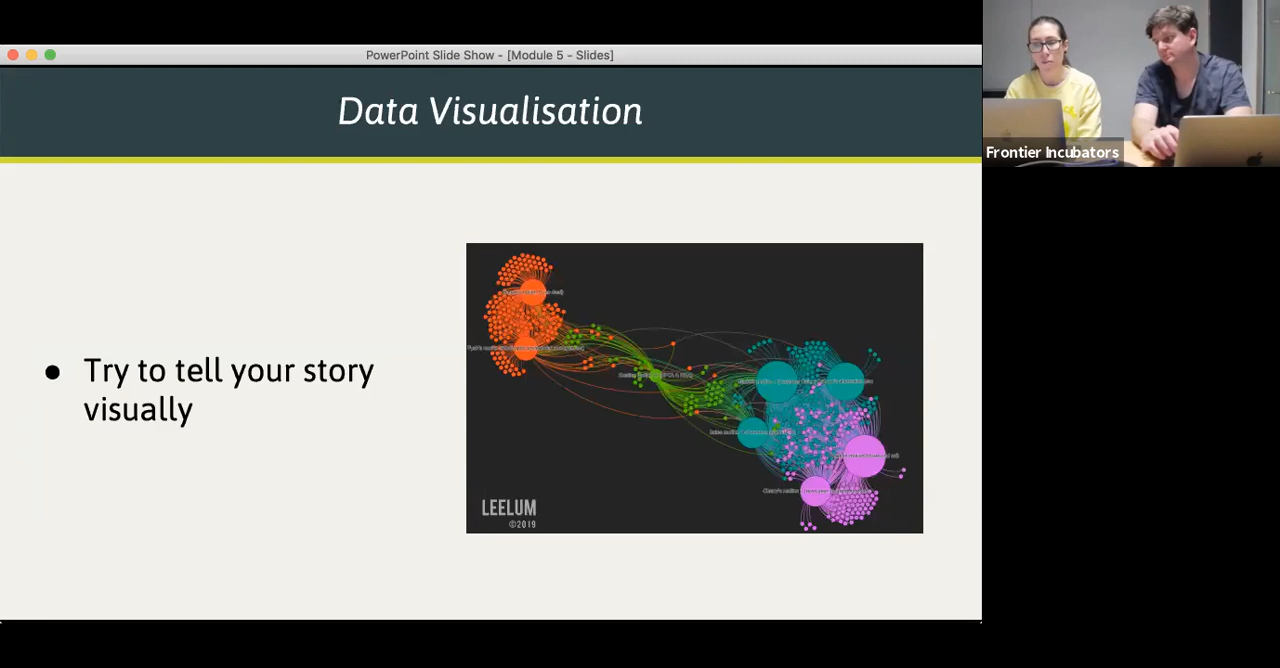 PowerPoint Slide Show - [Module 5 - Slides]
Data Visualisation
Frontier Incubators
● Try to tell your story
visually
LEELUM
©2019